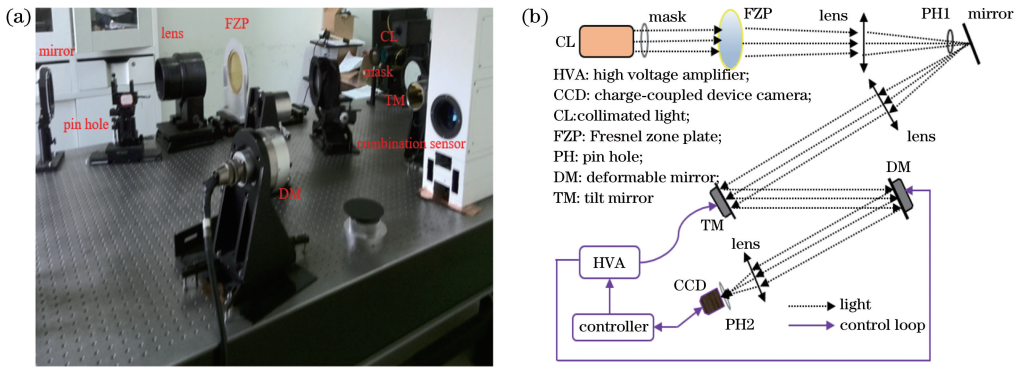 (a)
FZP
lens
CL
mirror
mask
TM
pin hole
combination sensor
DM
(b)
mask
FZP
lens
PH1
mirror
CL
HVA: high voltage amplifier;
CCD: charge-coupled device camera;
CL:collimated light;
FZP: Fresnel zone plate;
PH: pin hole;
DM: deformable mirror;
TM: tilt mirror
lens
DM
TM
lens
HVA
CCD
PH2
light
controller
control loop